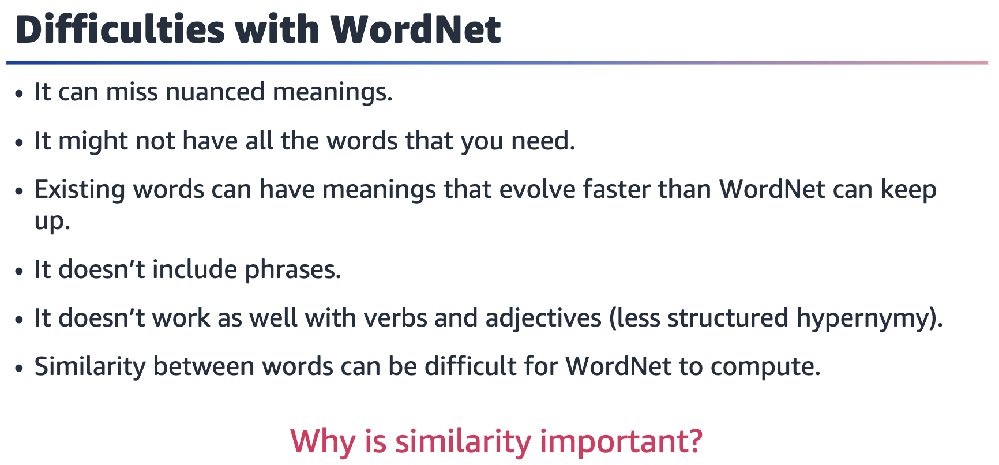 Difficulties with WordNet
• It can miss nuanced meanings.
• It might not have all the words that you need.
• Existing words can have meanings that evolve faster than WordNet can keep
up.
• It doesn’t include phrases.
• It doesn’t work as well with verbs and adjectives (less structured hypernymy).
• Similarity between words can be difficult for WordNet to compute.
Why is similarity important?